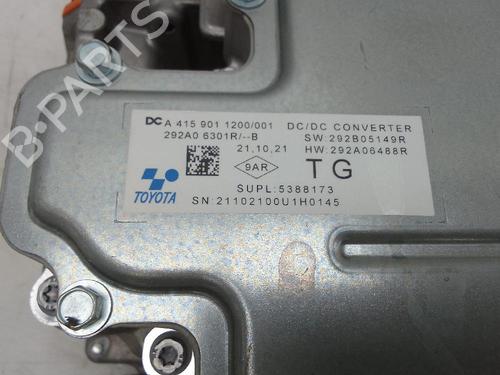 DC A 415 901 1200/001 DC/DC CONVERTER
292A0 6301R/--B SW:292B05149R
21,10,21 HW:292A06488R
9AR TG
TOYOTA
SUPL:5388173
SN:21102100U1H0145
B-PARTS